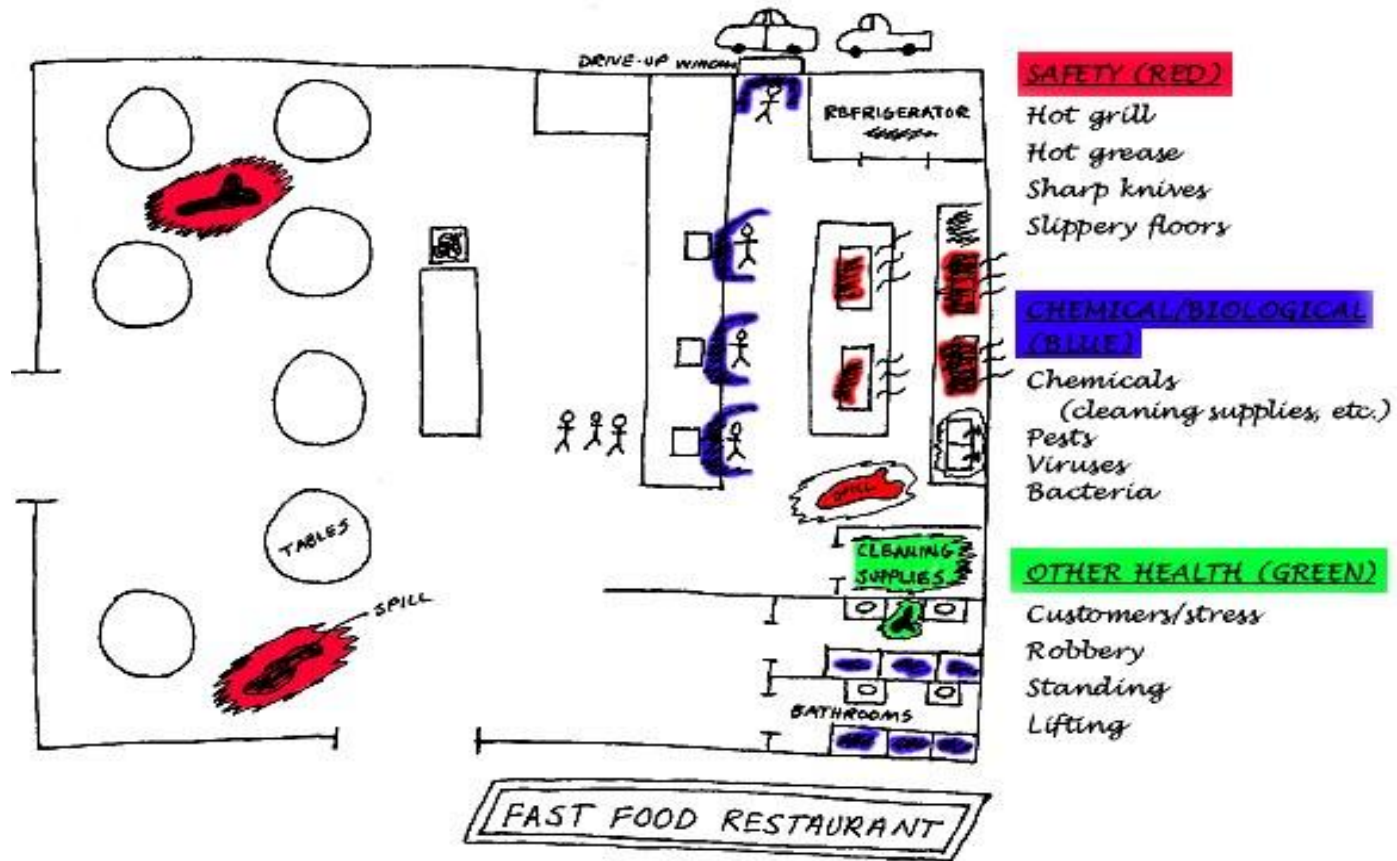 DRIVE-UP WINDOW
REFRIGERATOR
SPILL
CLEANING
SUPPLIES
TABLES
SPILL
BATHROOMS
FAST FOOD RESTAURANT
SAFETY (RED)
Hot grill
Hot grease
Sharp knives
Slippery floors
CHEMICAL/BIOLOGICAL
(BLUE)
Chemicals
(cleaning supplies, etc.)
Pests
Viruses
Bacteria
OTHER HEALTH (GREEN)
Customers/stress
Robbery
Standing
Lifting